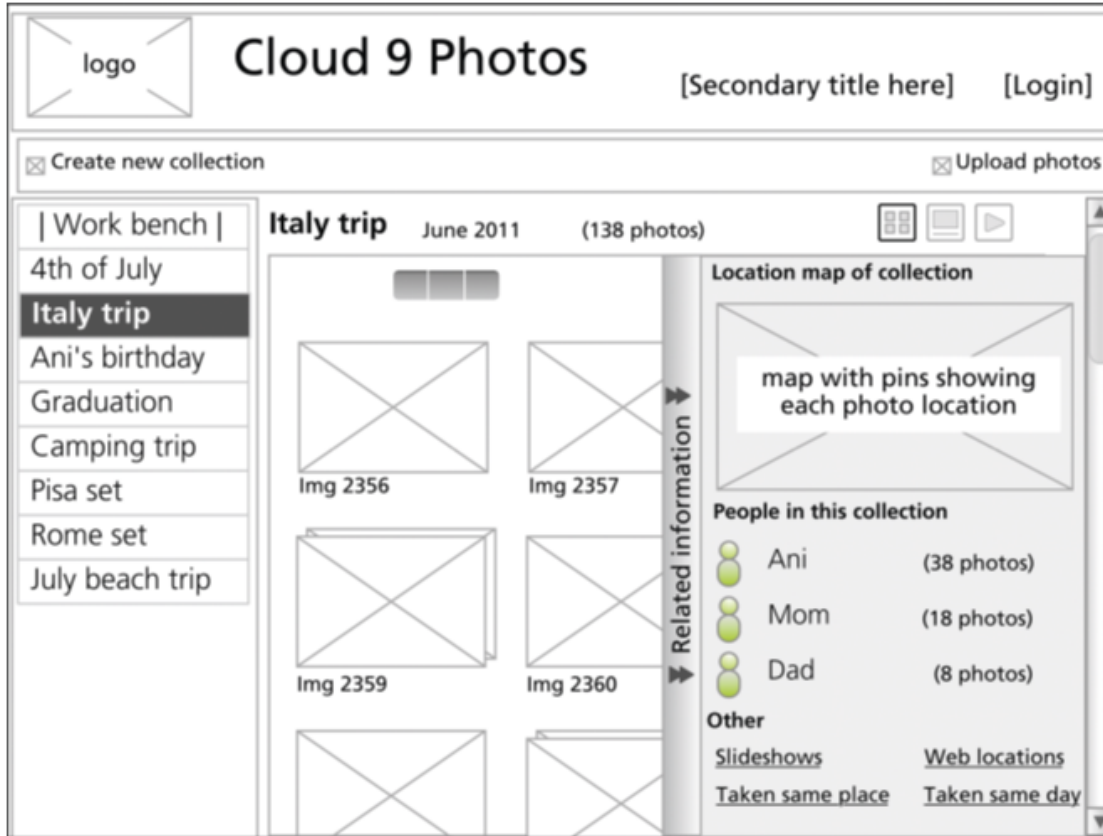 logo
Cloud 9 Photos
[Secondary title here]
[Login]
Create new collection
Upload photos
| Work bench |
4th of July
Italy trip
Ani's birthday
Graduation
Camping trip
Pisa set
Rome set
July beach trip
Italy trip June 2011 (138 photos)
Img 2356
Img 2357
Img 2359
Img 2360
Related information
Location map of collection
map with pins showing
each photo location
People in this collection
Ani (38 photos)
Mom (18 photos)
Dad (8 photos)
Other
Slideshows
Web locations
Taken same place
Taken same day